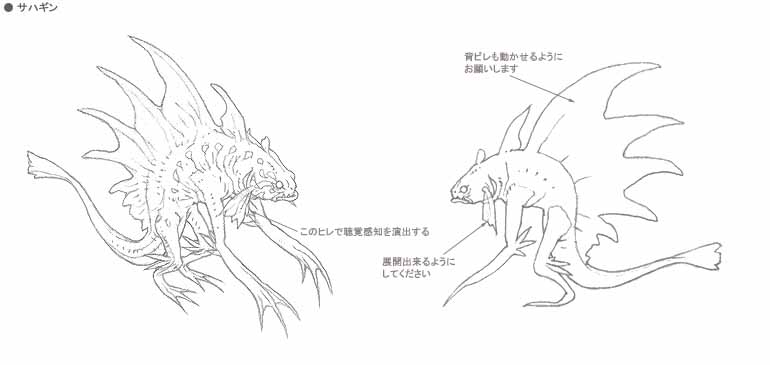 ● サハギン
背ビレも動かせるように
お願いします
このヒレで聴覚感知を演出する
展開出来るように
してください